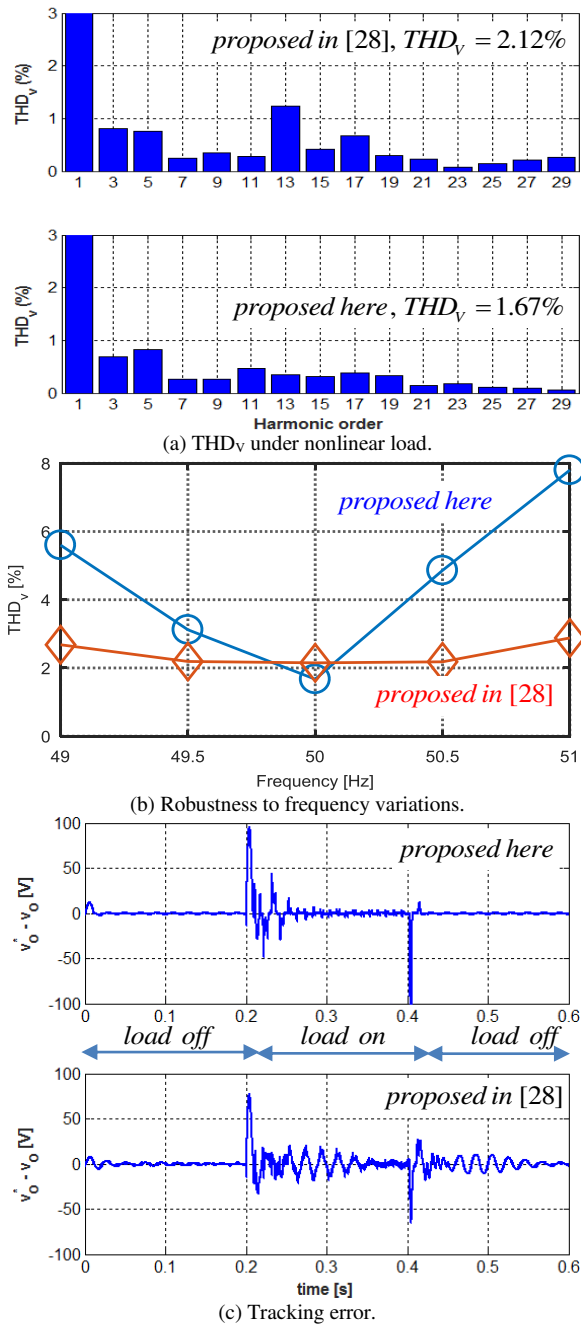 3
proposed in [28], THD_V = 2.12%
2
THD_v (%)
1
0
1 3 5 7 9 11 13 15 17 19 21 23 25 27 29
3
2
proposed here, THD_V = 1.67%
THD_v (%)
1
0
1 3 5 7 9 11 13 15 17 19 21 23 25 27 29
Harmonic order
(a) THD_V under nonlinear load.
8
proposed here
6
THD_v [%]
4
2
proposed in [28]
0
49 49.5 50 50.5 51
Frequency [Hz]
(b) Robustness to frequency variations.
100
proposed here
50
v*_o - v_o [V]
0
-50
-100
0 0.1 0.2 0.3 0.4 0.5 0.6
load off load on load off
100
proposed in [28]
50
v*_o - v_o [V]
0
-50
-100
0 0.1 0.2 0.3 0.4 0.5 0.6
time [s]
(c) Tracking error.